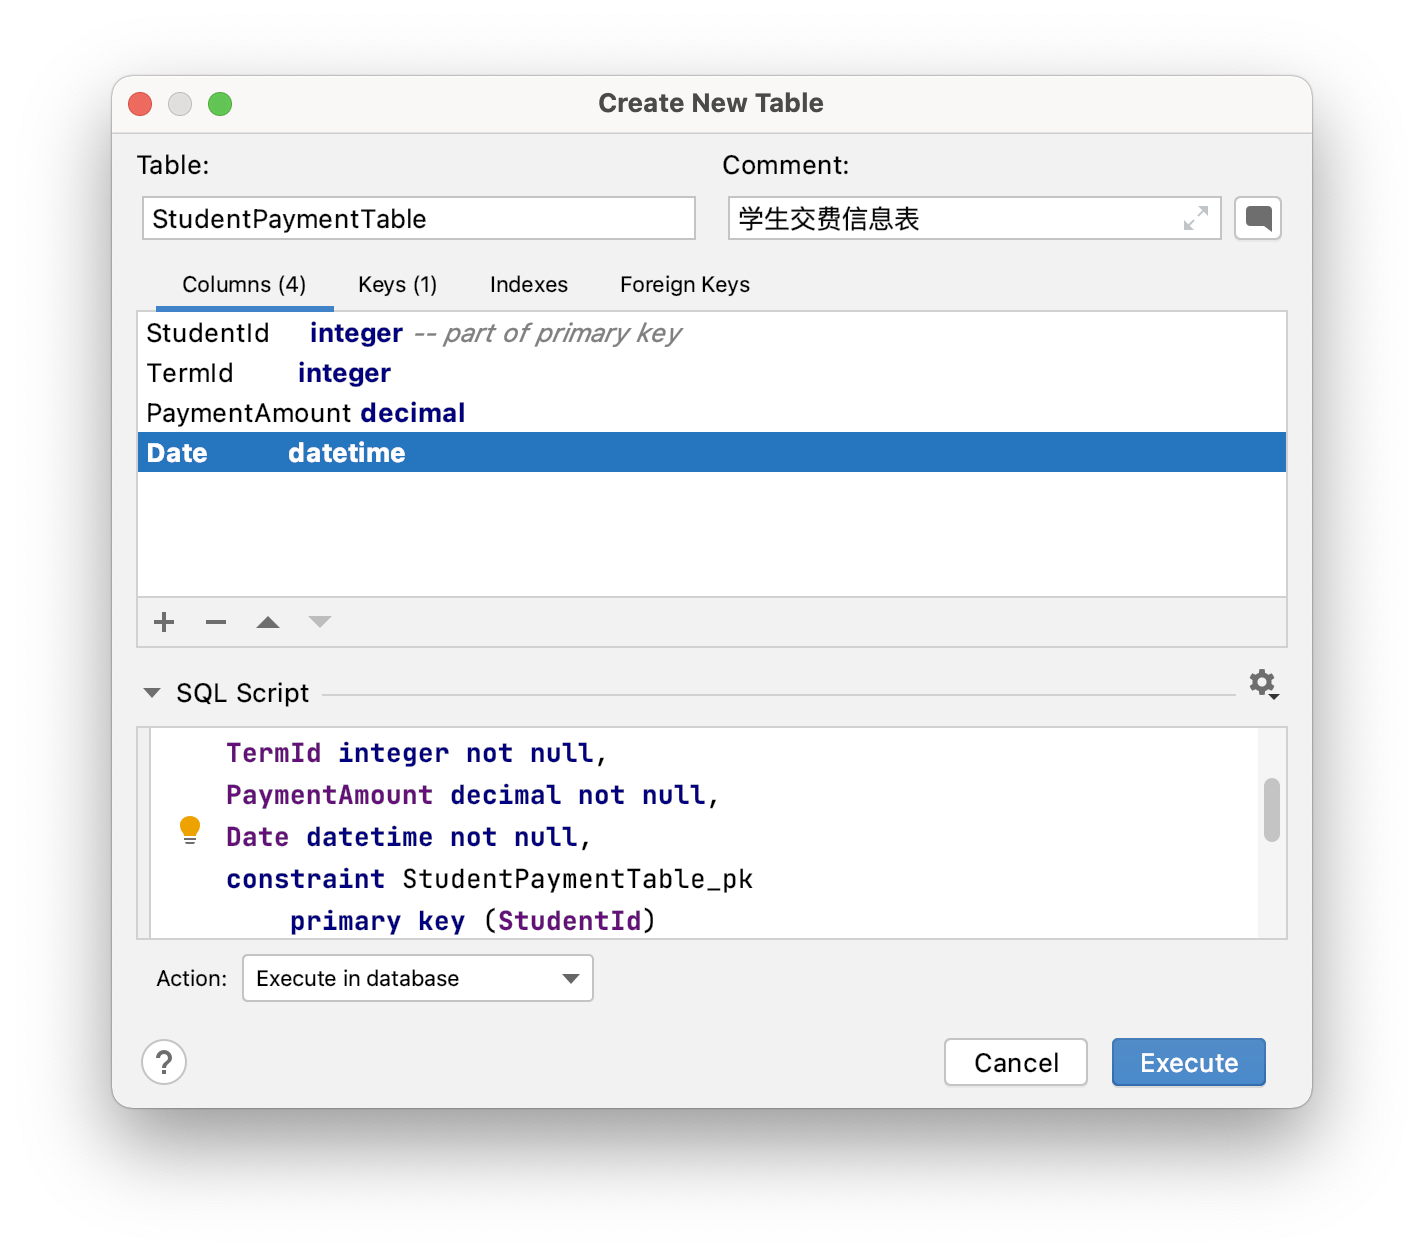 Create New Table
Table:
Comment:
StudentPaymentTable
学生交费信息表
Columns (4)
Keys (1)
Indexes
Foreign Keys
StudentId integer -- part of primary key
TermId integer
PaymentAmount decimal
Date datetime
SQL Script
TermId integer not null,
PaymentAmount decimal not null,
Date datetime not null,
constraint StudentPaymentTable_pk
primary key (StudentId)
Action:
Execute in database
?
Cancel
Execute